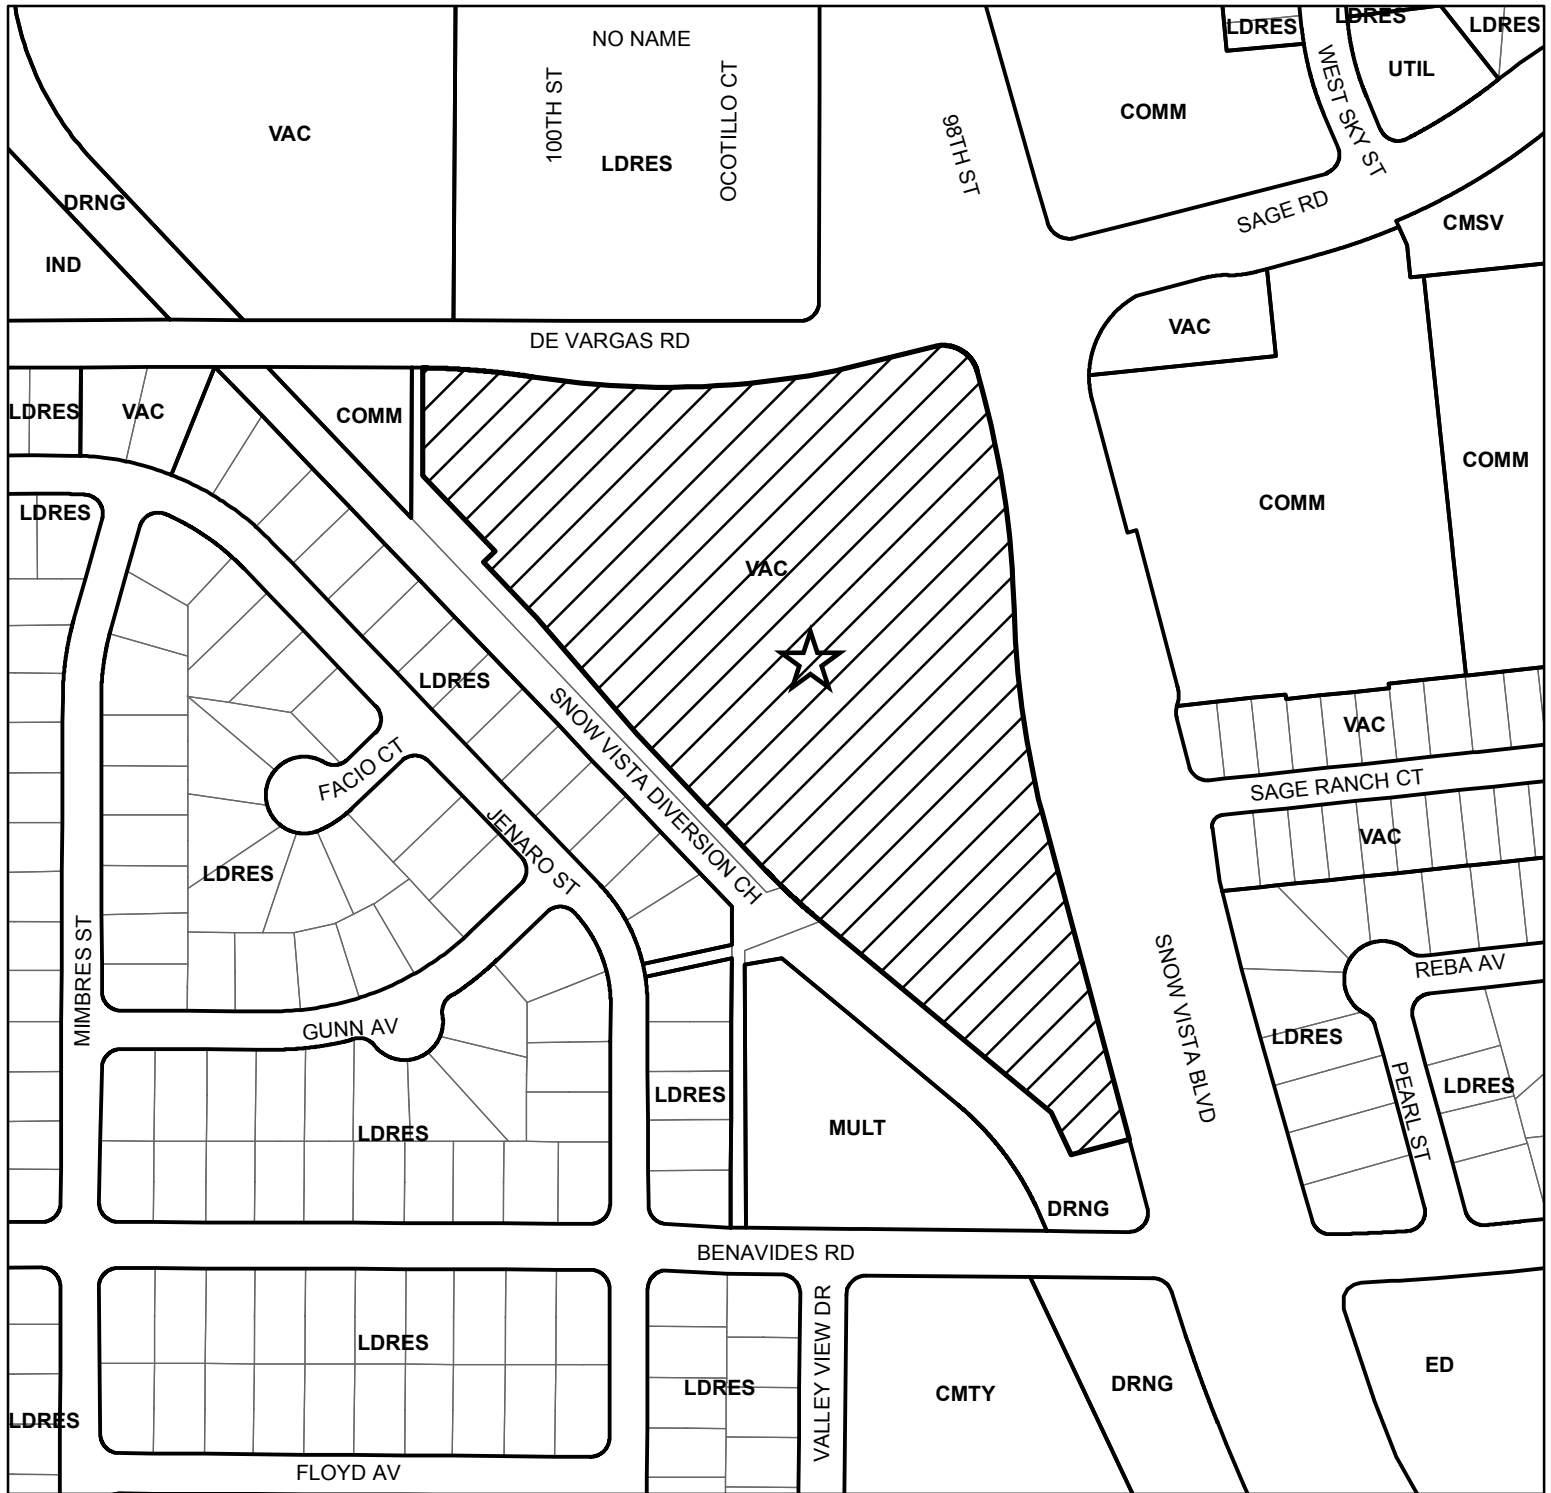 LDRES
LDRES
LDRES
NO NAME
UTIL
WEST SKY ST
COMM
VAC
100TH ST
OCOTILLO CT
98TH ST
LDRES
DRNG
SAGE RD
CMSV
IND
VAC
DE VARGAS RD
LDRES
VAC
COMM
COMM
COMM
LDRES
VAC
LDRES
SNOW VISTA DIVERSION CH
VAC
FACIO CT
SAGE RANCH CT
JENARO ST
VAC
LDRES
MIMBRES ST
REBA AV
SNOW VISTA BLVD
GUNN AV
LDRES
LDRES
PEARL ST
LDRES
MULT
LDRES
DRNG
BENAVIDES RD
VALLEY VIEW DR
LDRES
ED
LDRES
CMTY
DRNG
LDRES
FLOYD AV